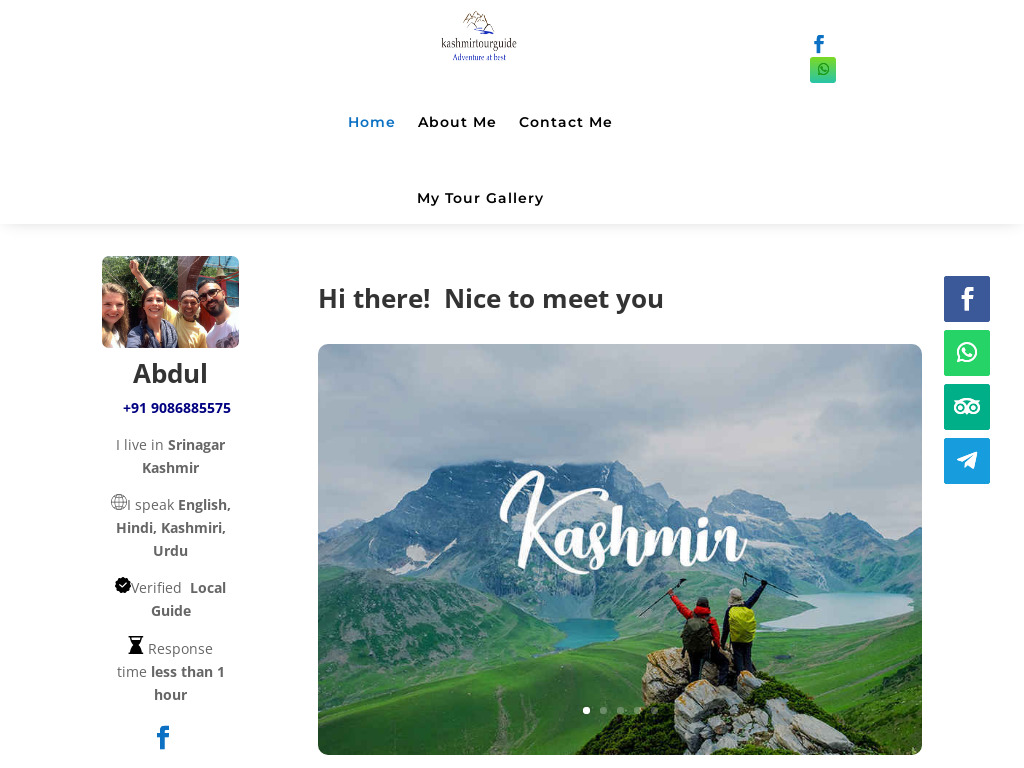 kashmirtourguide
Adventure at best
Home About Me Contact Me
My Tour Gallery
Hi there! Nice to meet you
Abdul
+91 9086885575
I live in Srinagar
Kashmir
I speak English,
Hindi, Kashmiri,
Urdu
Verified Local
Guide
Response
time less than 1
hour
Kashmir